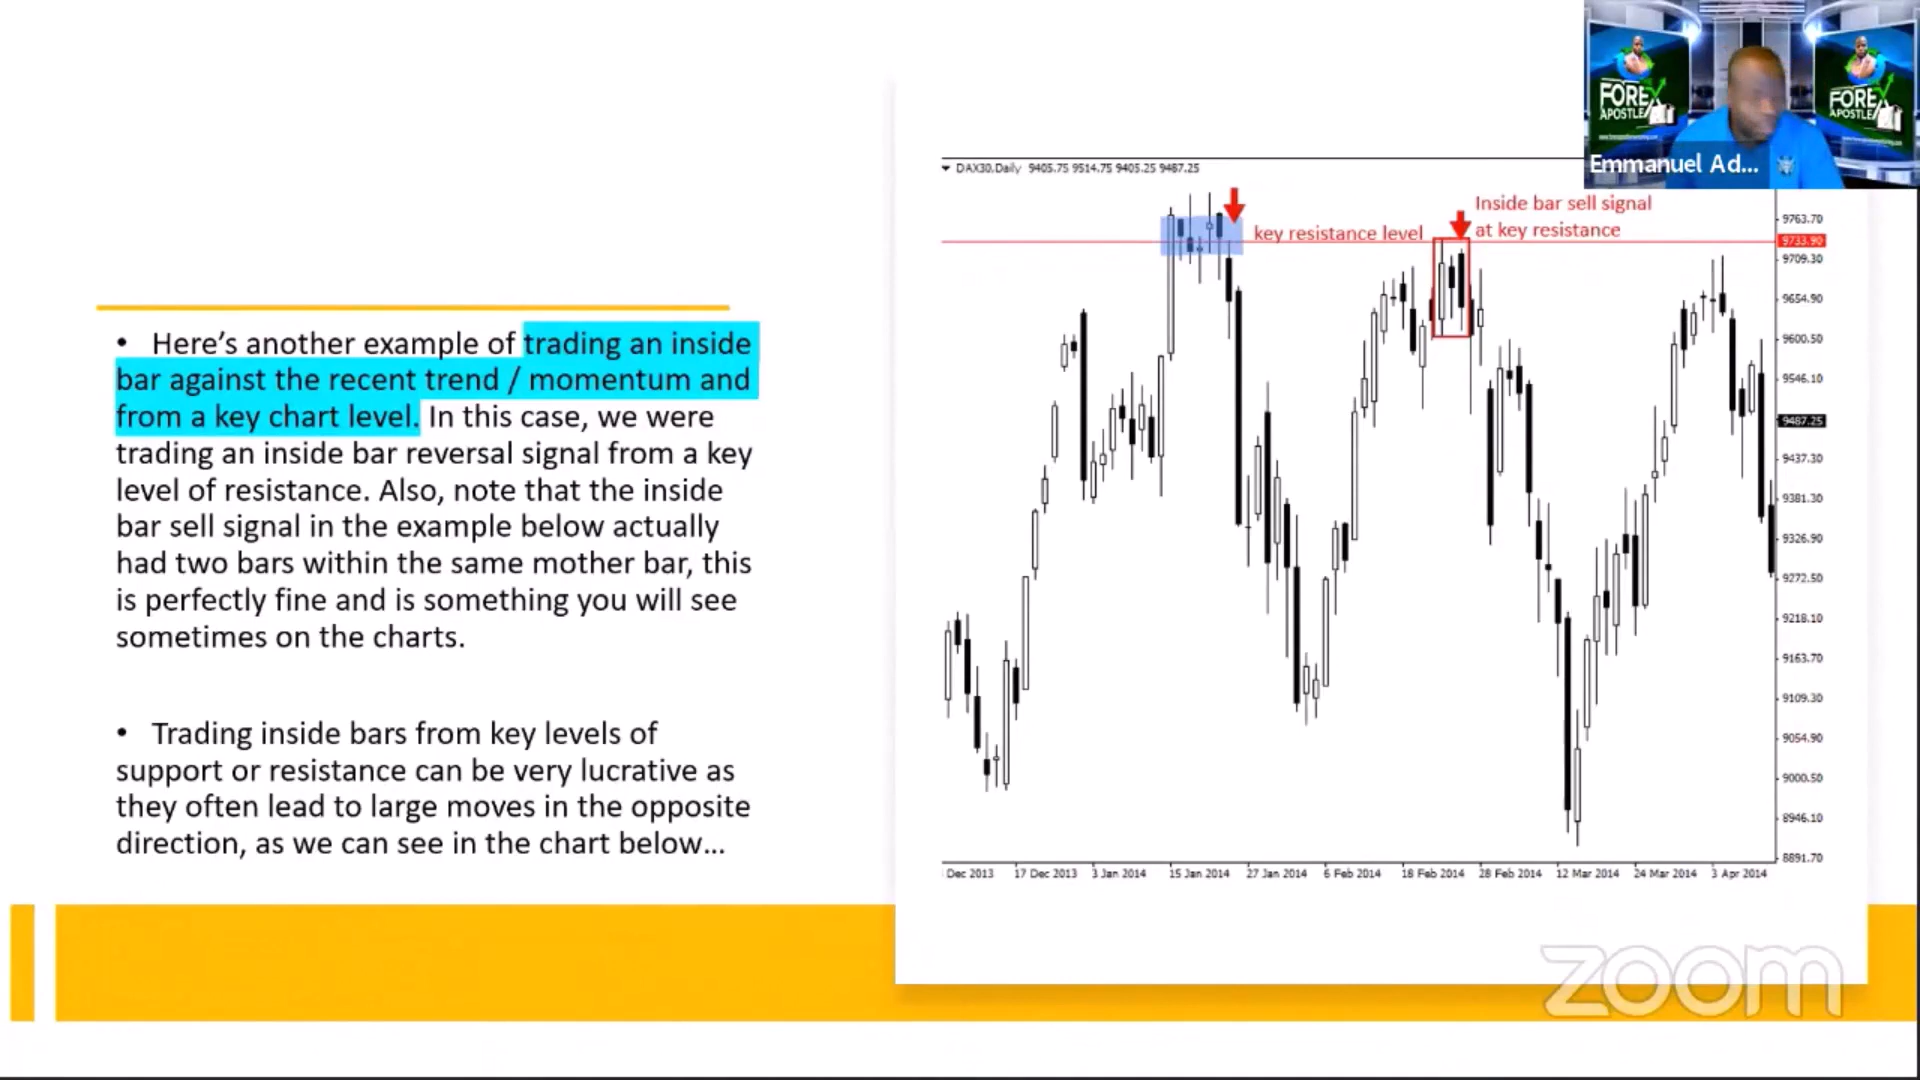 FOREX
APOSTLE
FOREX
APOSTLE
Emmanuel Ad...
• Here’s another example of trading an inside
bar against the recent trend / momentum and
from a key chart level. In this case, we were
trading an inside bar reversal signal from a key
level of resistance. Also, note that the inside
bar sell signal in the example below actually
had two bars within the same mother bar, this
is perfectly fine and is something you will see
sometimes on the charts.
• Trading inside bars from key levels of
support or resistance can be very lucrative as
they often lead to large moves in the opposite
direction, as we can see in the chart below…
DAX30,Daily 9405.75 9514.75 9405.25 9487.25
key resistance level
Inside bar sell signal
at key resistance
9763.70
9733.90
9709.30
9654.90
9600.50
9546.10
9487.25
9437.30
9381.30
9326.90
9272.50
9218.10
9163.70
9109.30
9054.90
9000.50
8946.10
8891.70
Dec 2013 17 Dec 2013 3 Jan 2014 15 Jan 2014 27 Jan 2014 6 Feb 2014 18 Feb 2014 28 Feb 2014 12 Mar 2014 24 Mar 2014 3 Apr 2014
zoom